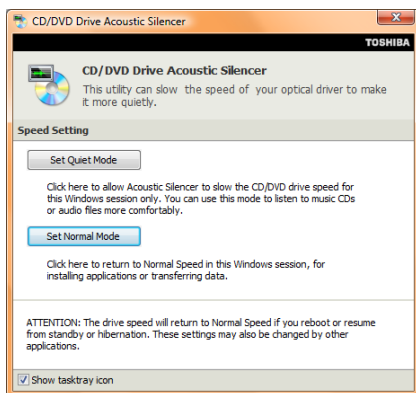 CD/DVD Drive Acoustic Silencer
TOSHIBA
CD/DVD Drive Acoustic Silencer
This utility can slow the speed of your optical driver to make
it more quietly.
Speed Setting
Set Quiet Mode
Click here to allow Acoustic Silencer to slow the CD/DVD drive speed for
this Windows session only. You can use this mode to listen to music CDs
or audio files more comfortably.
Set Normal Mode
Click here to return to Normal Speed in this Windows session, for
installing applications or transferring data.
ATTENTION: The drive speed will return to Normal Speed if you reboot or resume
from standby or hibernation. These settings may also be changed by other
applications.
Show tasktray icon